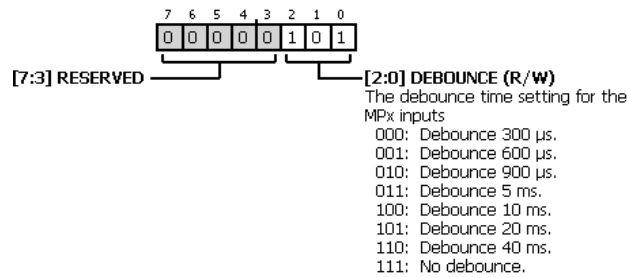 7 6 5 4 3 2 1 0
0 0 0 0 0 1 0 1
[7:3] RESERVED
[2:0] DEBOUNCE (R/W)
The debounce time setting for the
MPx inputs
000: Debounce 300 µs.
001: Debounce 600 µs.
010: Debounce 900 µs.
011: Debounce 5 ms.
100: Debounce 10 ms.
101: Debounce 20 ms.
110: Debounce 40 ms.
111: No debounce.